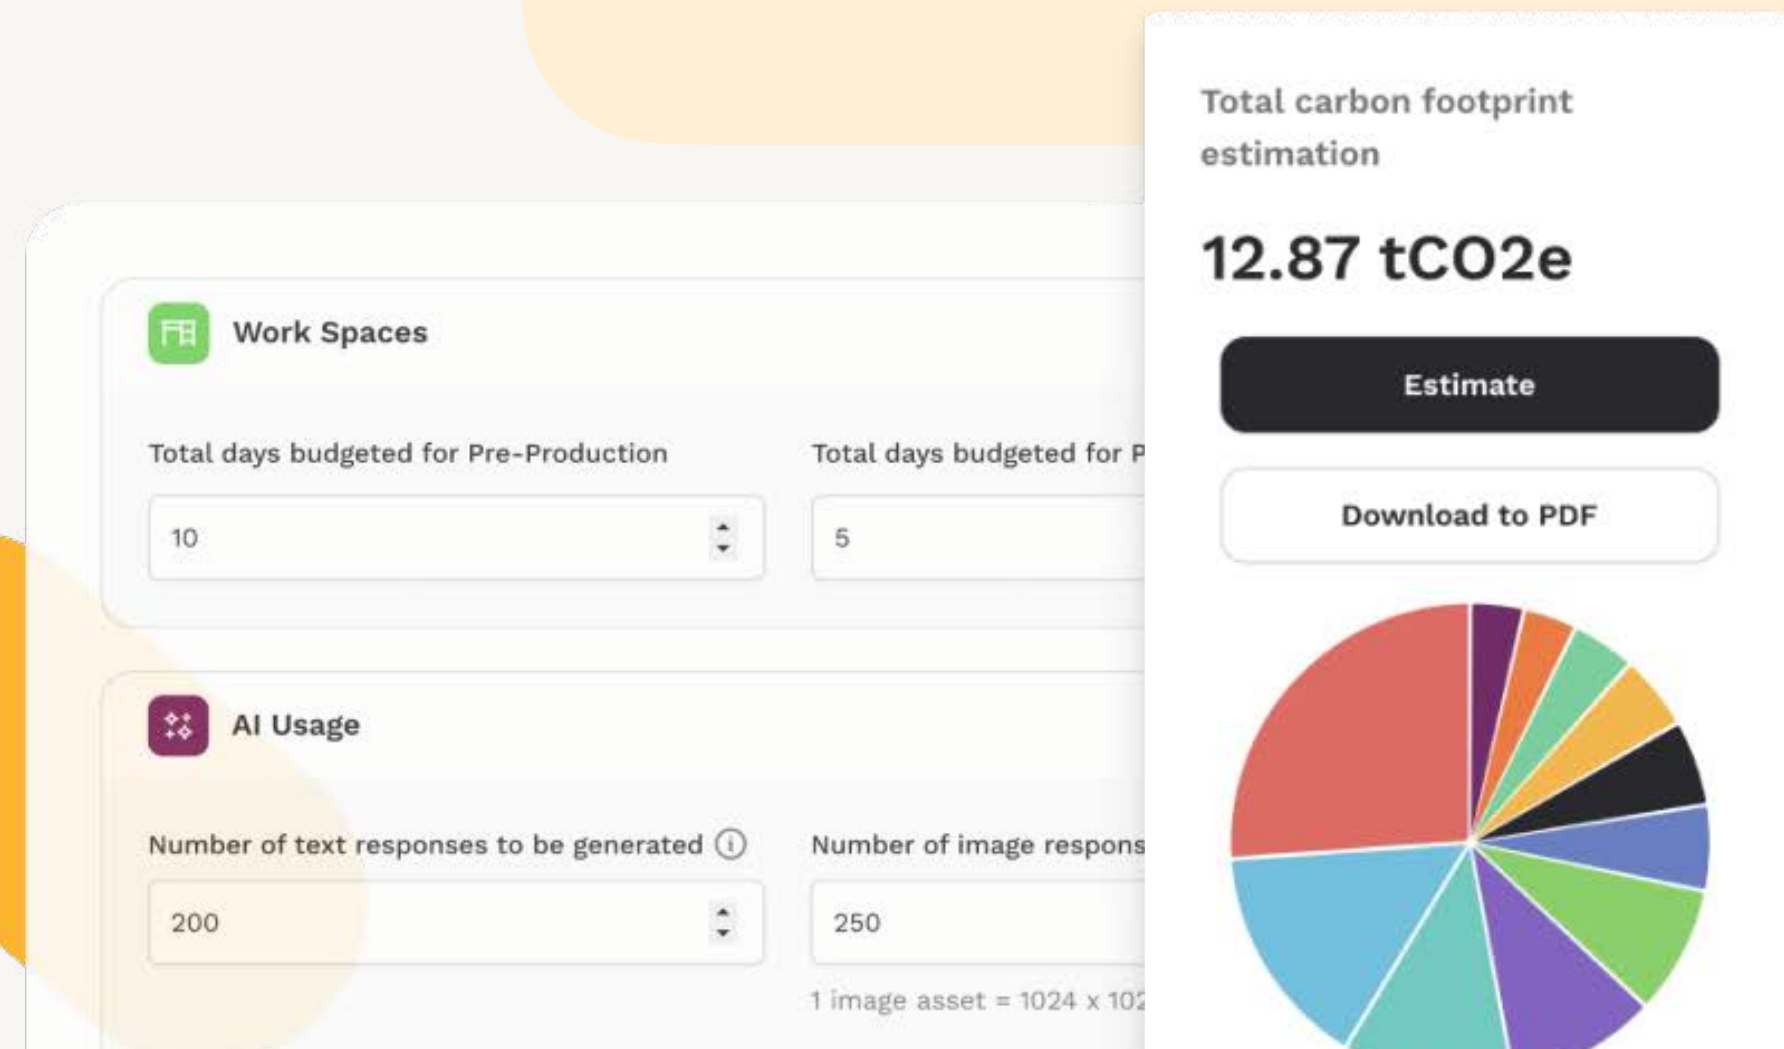 Total carbon footprint
estimation
12.87 tCO2e
Estimate
Download to PDF
Work Spaces
Total days budgeted for Pre-Production
Total days budgeted for
10
5
AI Usage
Number of text responses to be generated
Number of image
200
250
1 image asset = 1024 x